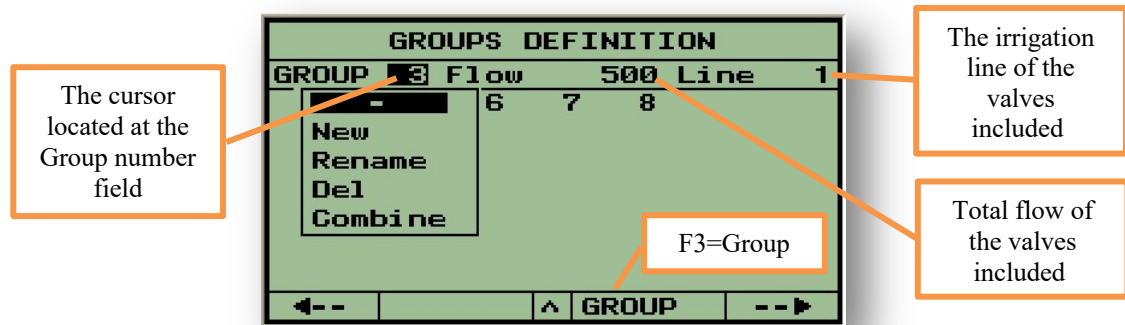 GROUPS DEFINITION
GROUP 3 Flow 500 Line 1
- 6 7 8
New
Rename
Del
Combine
◄-- ^ GROUP --►
The cursor
located at the
Group number
field
The irrigation
line of the
valves
included
Total flow of
the valves
included
F3=Group